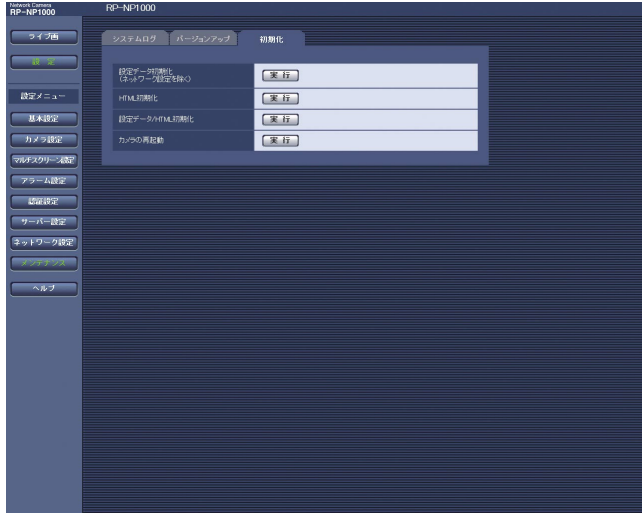 Network Camera
RP-NP1000
RP-NP1000
ライブ画
設 定
設定メニュー
基本設定
カメラ設定
マルチスクリーン設定
アラーム設定
認証設定
サーバー設定
ネットワーク設定
メンテナンス
ヘルプ
システムログ
バージョンアップ
初期化
設定データ初期化
(ネットワーク設定を除く)
実 行
HTML初期化
実 行
設定データ/HTML初期化
実 行
カメラの再起動
実 行